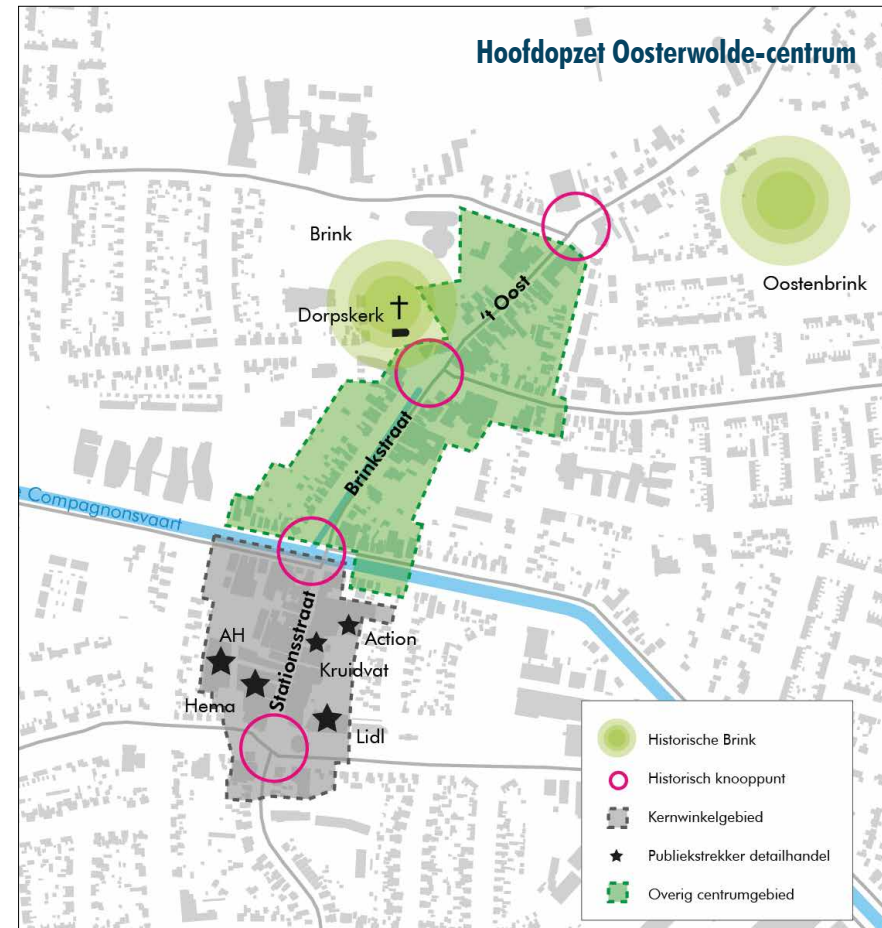 Hoofdopzet Oosterwolde-centrum
Brink
Dorpskerk
't Oost
Oostenbrink
Brinkstraat
Compagnonsvaart
Stationsstraat
AH
Action
Kruidvat
Hema
Lidl
Historische Brink
Historisch knooppunt
Kernwinkelgebied
Publiekstrekker detailhandel
Overig centrumgebied